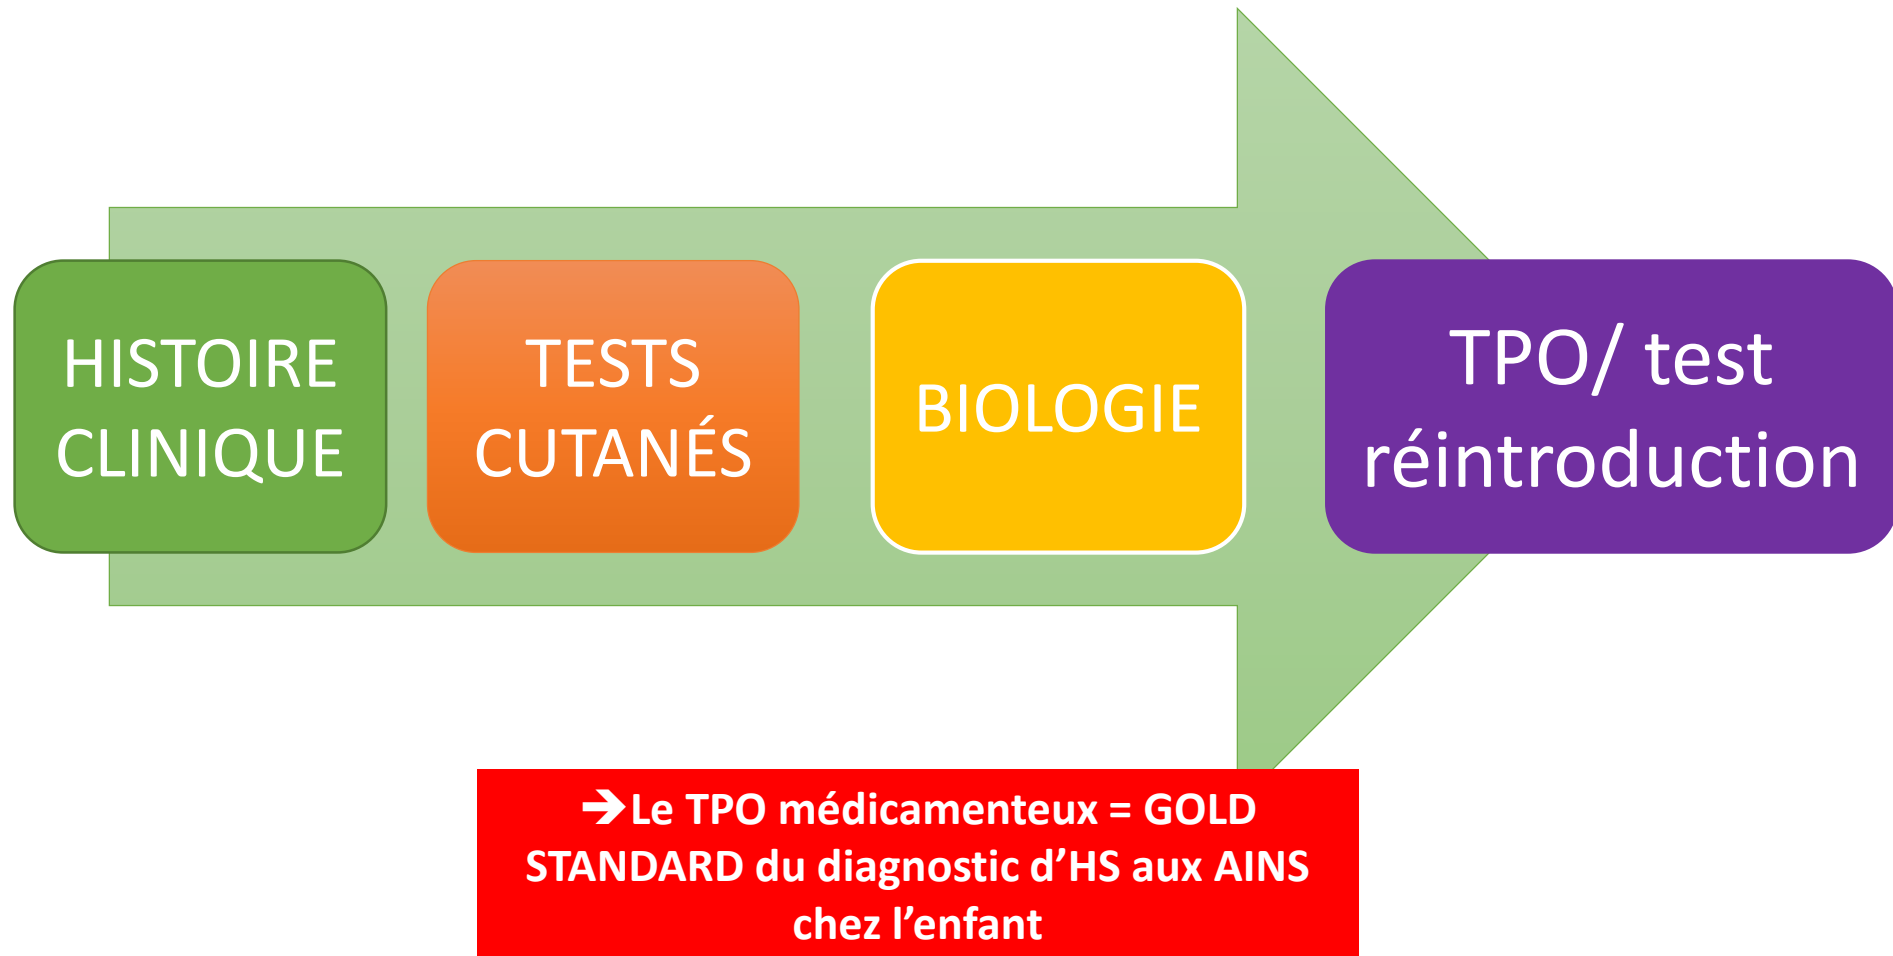 HISTOIRE
CLINIQUE
TESTS
CUTANÉS
BIOLOGIE
TPO/ test
réintroduction
➔Le TPO médicamenteux = GOLD
STANDARD du diagnostic d’HS aux AINS
chez l’enfant